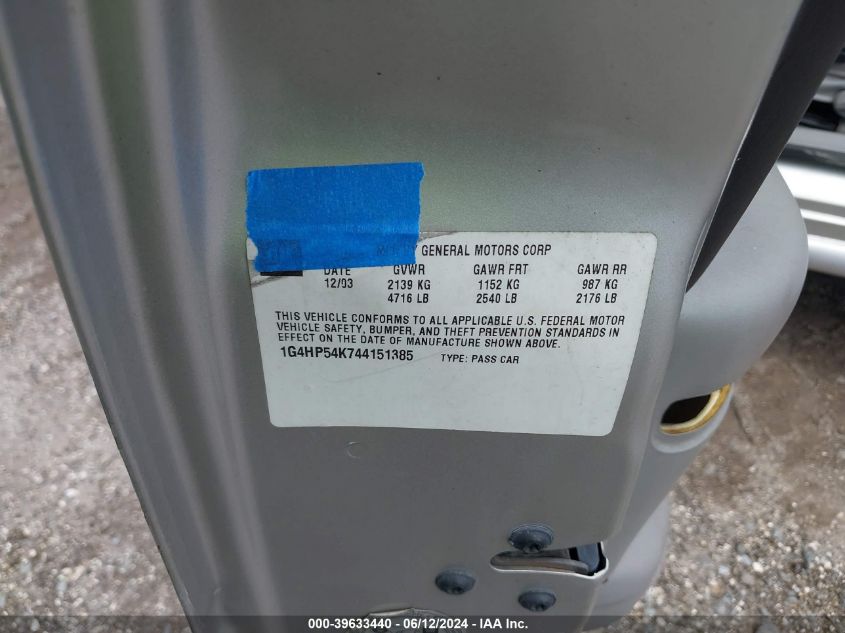 GENERAL MOTORS CORP
DATE GVWR GAWR FRT GAWR RR
12/03 2139 KG 1152 KG 987 KG
4716 LB 2540 LB 2176 LB
THIS VEHICLE CONFORMS TO ALL APPLICABLE U.S. FEDERAL MOTOR
VEHICLE SAFETY, BUMPER, AND THEFT PREVENTION STANDARDS IN
EFFECT ON THE DATE OF MANUFACTURE SHOWN ABOVE.
1G4HP54K744151385 TYPE: PASS CAR
000-39633440 - 06/12/2024 - IAA Inc.